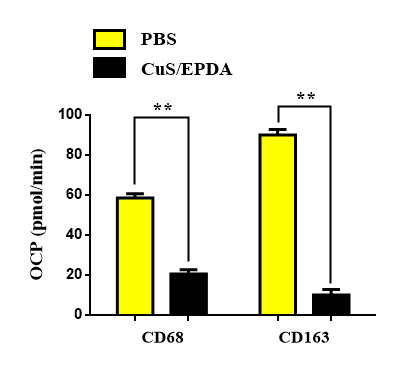 PBS
CuS/EPDA
** **
100
80
60
40
20
0
OCP (pmol/min)
CD68 CD163